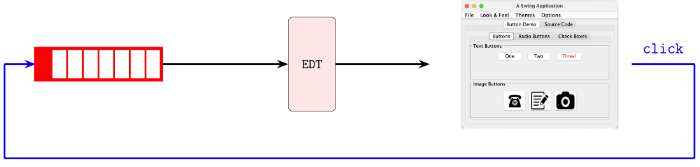 A Swing Application
File Look & Feel Themes Options
Button Demo Source Code
Buttons Radio Buttons Check Boxes
Text Buttons
One Two Three!
Image Buttons
EDT
click